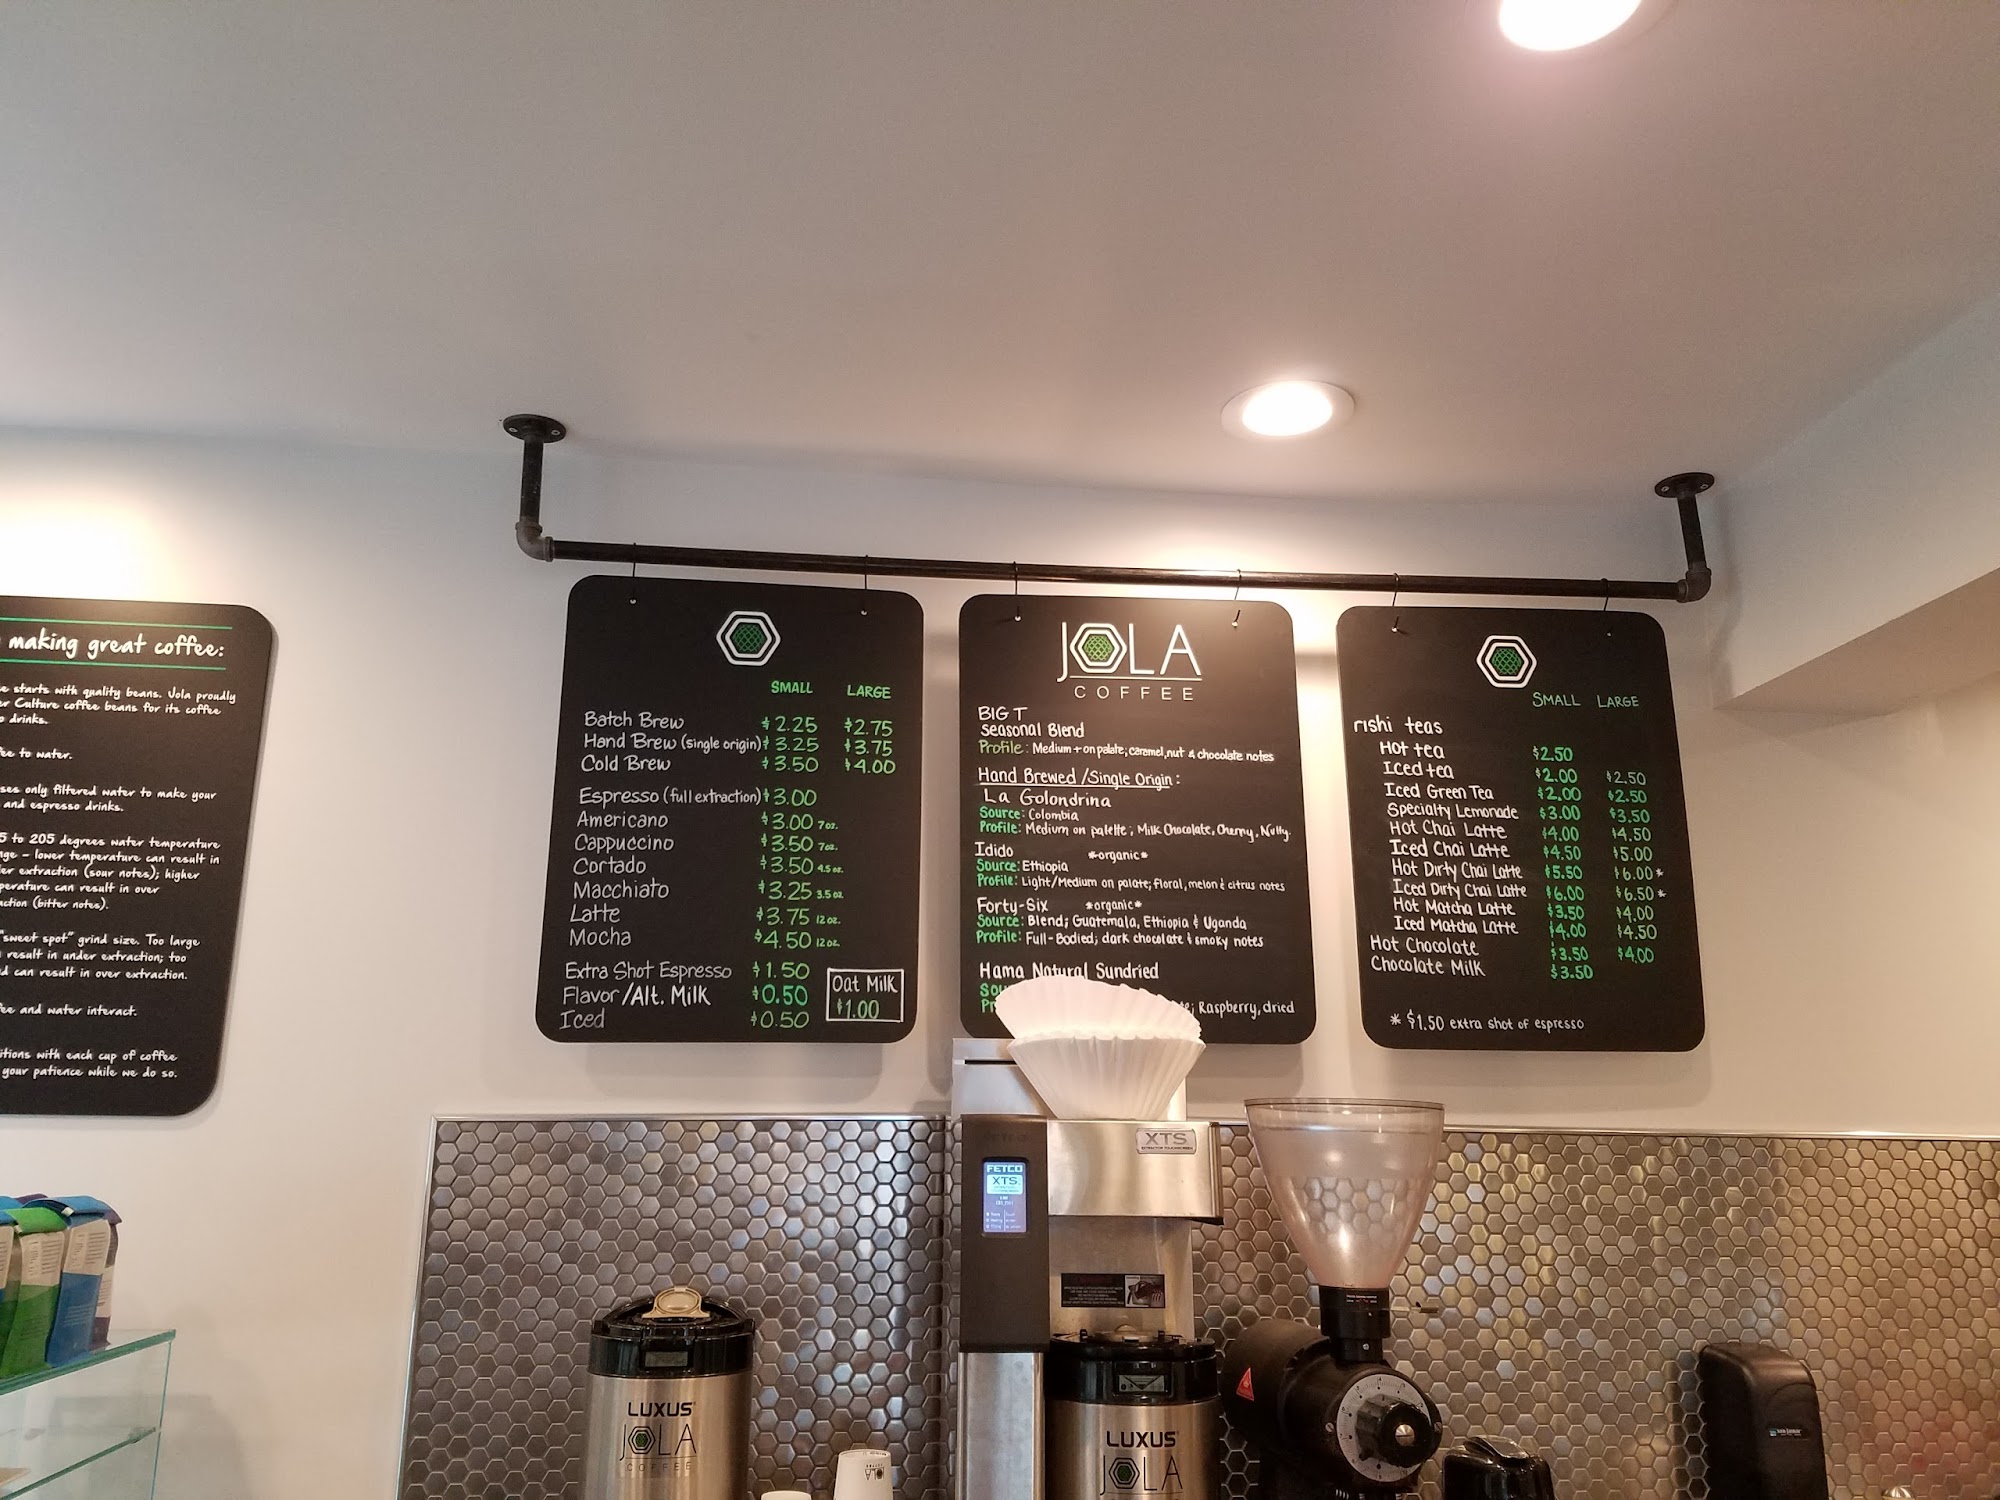 making great coffee:
starts with quality beans. Jola proudly
Culture coffee beans for its coffee
drinks.
to water.
only filtered water to make your
and espresso drinks.
to 205 degrees water temperature
- lower temperature can result in
extraction (sour notes); higher
can result in over
(bitter notes).
"sweet spot" grind size. Too large
result in under extraction; too
can result in over extraction.
and water interact.
with each cup of coffee
your patience while we do so.
SMALL LARGE
Batch Brew $2.25 $2.75
Hand Brew (single origin) $3.25 $3.75
Cold Brew $3.50 $4.00
Espresso (full extraction) $3.00
Americano $3.00 7oz.
Cappuccino $3.50 7oz.
Cortado $3.50 4.5 oz.
Macchiato $3.25 3.5 oz.
Latte $3.75 12 oz.
Mocha $4.50 12 oz.
Extra Shot Espresso $1.50
Flavor/Alt. Milk $0.50
Iced $0.50
Oat Milk
$1.00
JOLA
COFFEE
BIG T
Seasonal Blend
Profile: Medium + on palate; caramel, nut & chocolate notes
Hand Brewed/Single Origin:
La Golondrina
Source: Colombia
Profile: Medium on palette; Milk Chocolate, Cherry, Nutty.
Idido *organic*
Source: Ethiopia
Profile: Light/Medium on palate; floral, melon & citrus notes
Forty-Six *organic*
Source: Blend; Guatemala, Ethiopia & Uganda
Profile: Full-Bodied; dark chocolate & smoky notes
Hama Natural Sundried
Raspberry, dried
SMALL LARGE
rishi teas
Hot tea $2.50
Iced tea $2.00 $2.50
Iced Green Tea $2.00 $2.50
Specialty Lemonade $3.00 $3.50
Hot Chai Latte $4.00 $4.50
Iced Chai Latte $4.50 $5.00
Hot Dirty Chai Latte $5.50 $6.00*
Iced Dirty Chai Latte $6.00 $6.50*
Hot Matcha Latte $3.50 $4.00
Iced Matcha Latte $4.00 $4.50
Hot Chocolate $3.50 $4.00
Chocolate Milk $3.50
* $1.50 extra shot of espresso
XTS
FETCO
XTS
LUXUS
JOLA
COFFEE
LUXUS
JOLA